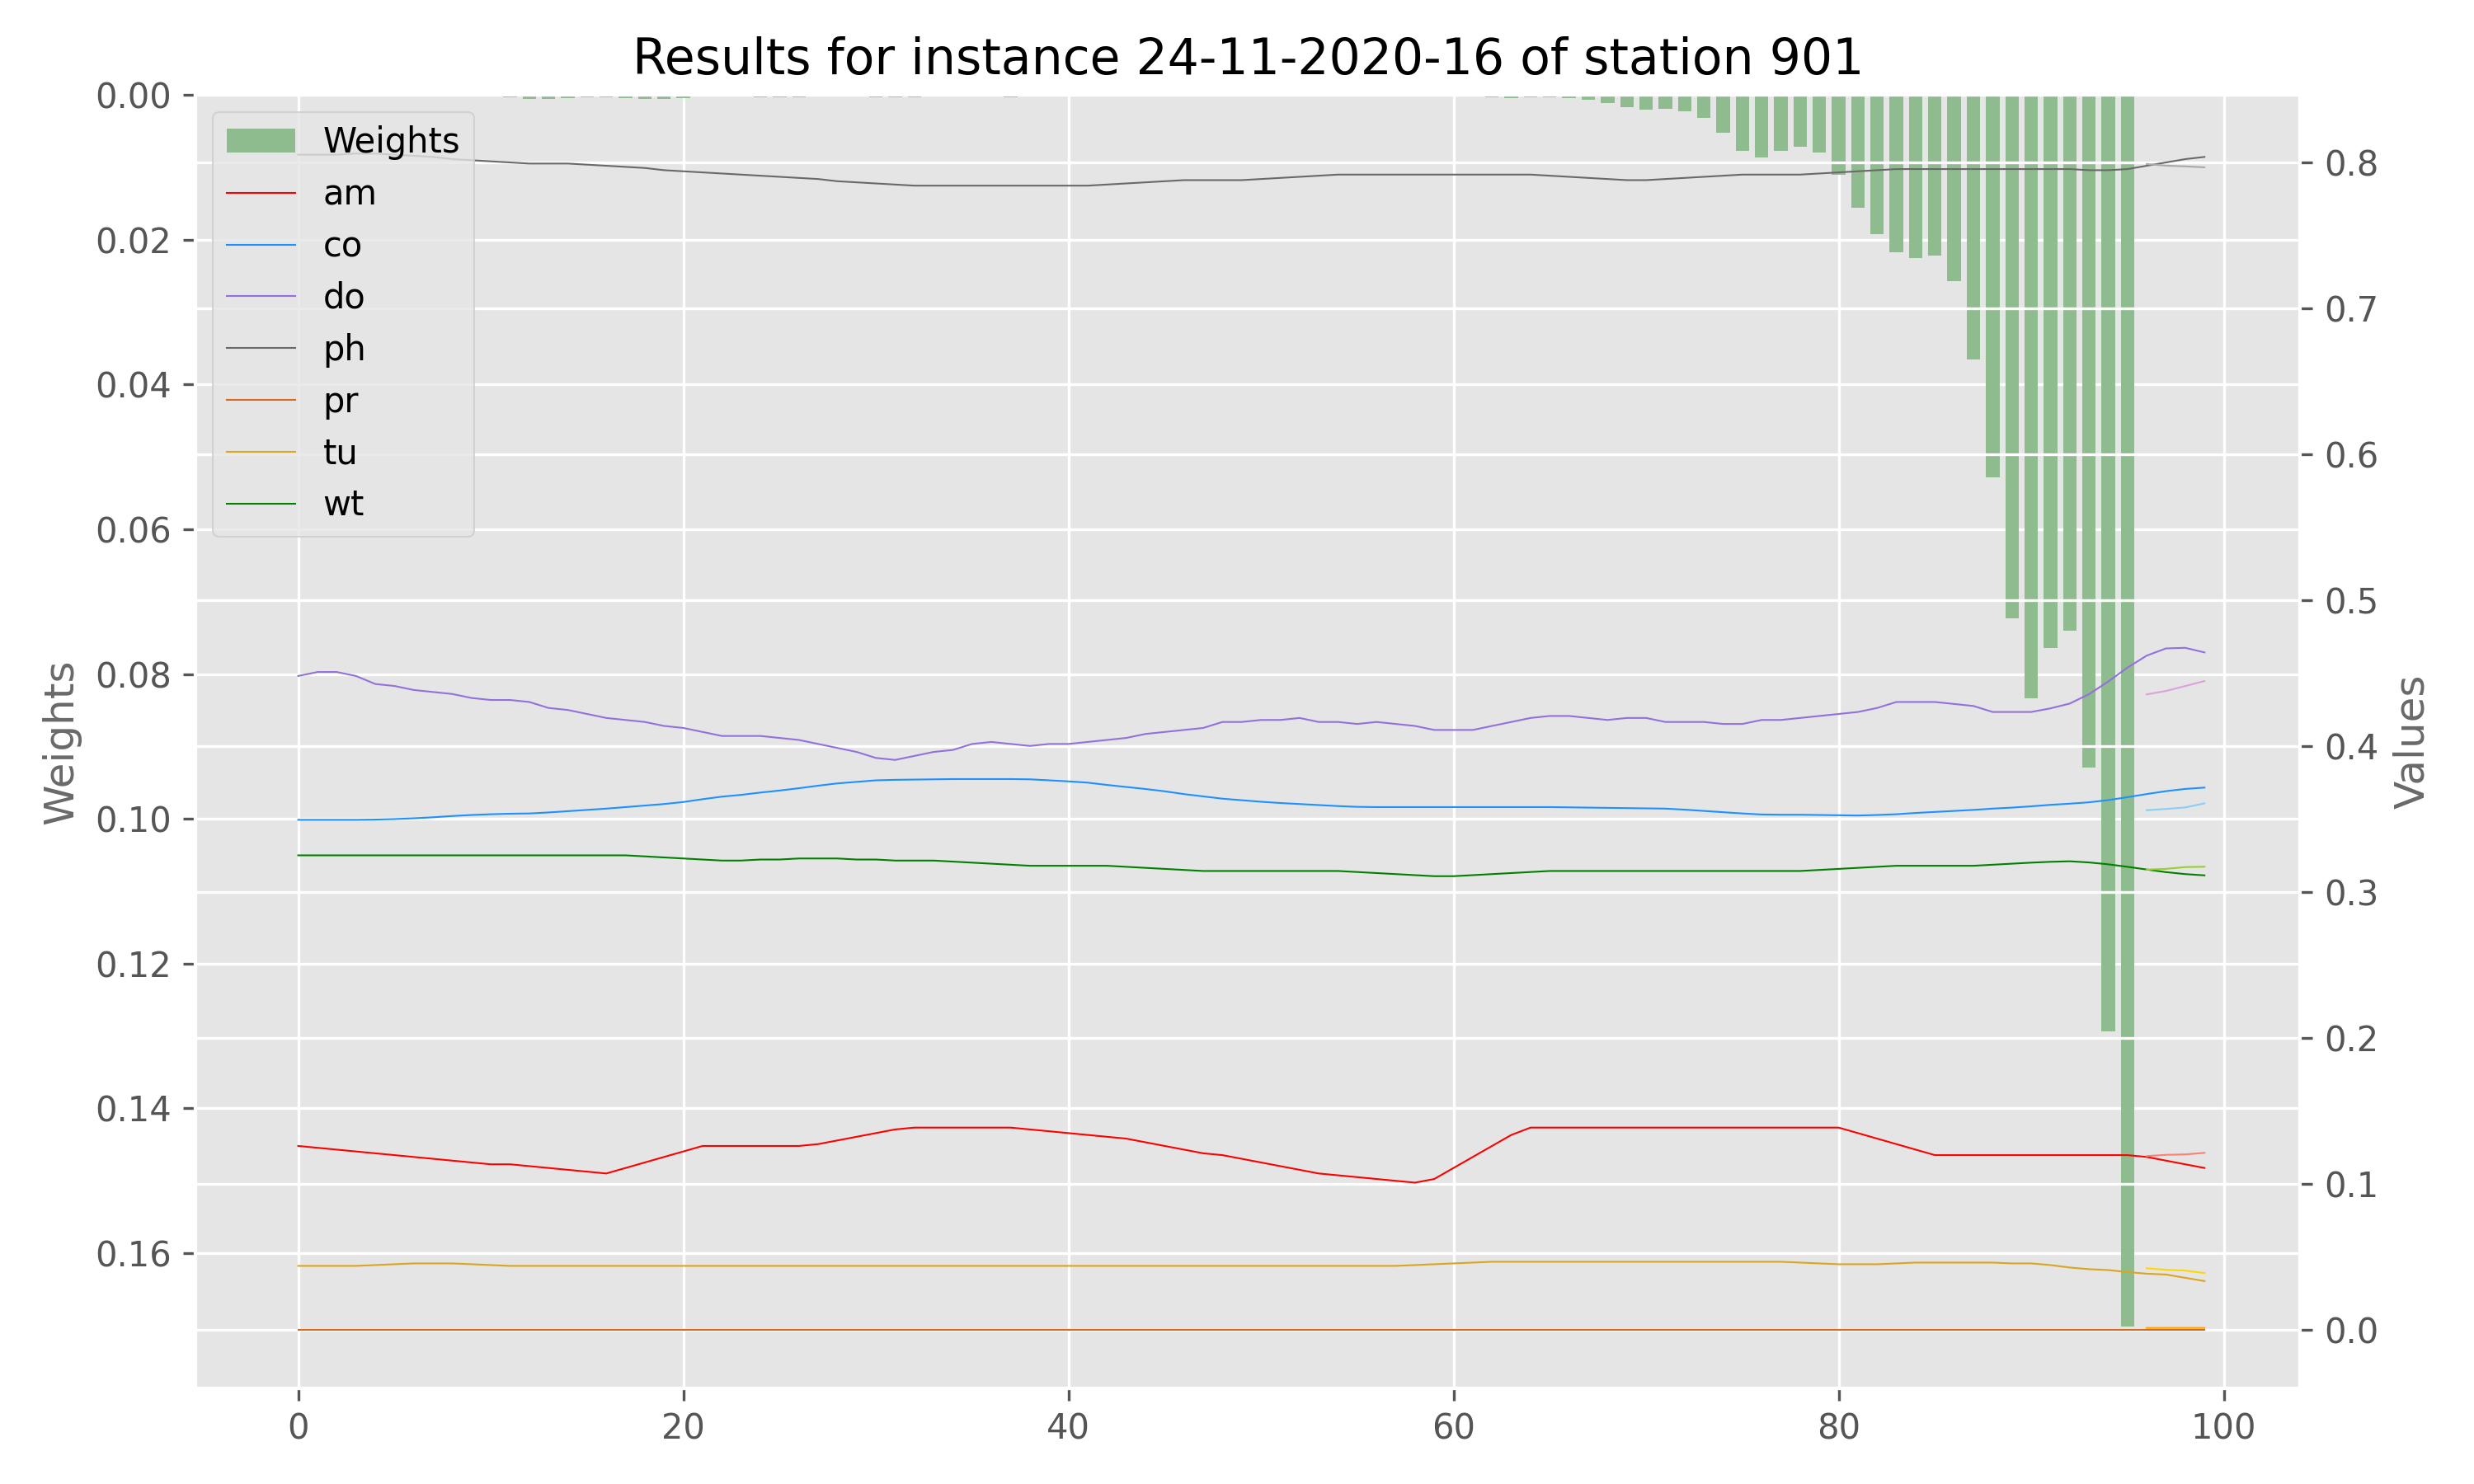 Results for instance 24-11-2020-16 of station 901
0.00
0.02
0.04
0.06
0.08
0.10
0.12
0.14
0.16
Weights
Weights
am
co
do
ph
pr
tu
wt
0.8
0.7
0.6
0.5
0.4
0.3
0.2
0.1
0.0
Values
0 20 40 60 80 100